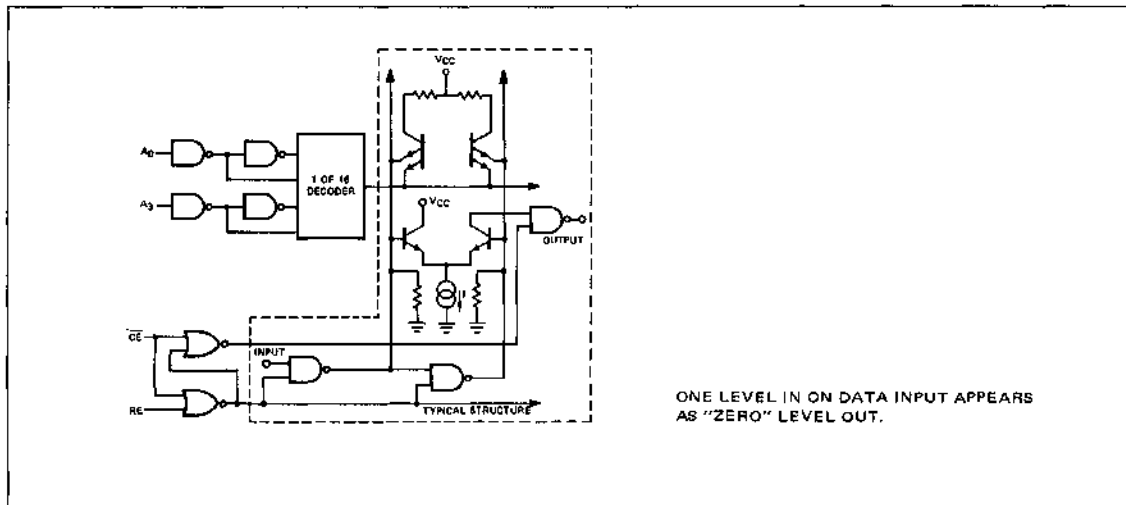 VCC
A0
1 OF 16
DECODER
A3
VCC
OUTPUT
CE
INPUT
RE
TYPICAL STRUCTURE
ONE LEVEL IN ON DATA INPUT APPEARS
AS "ZERO" LEVEL OUT.